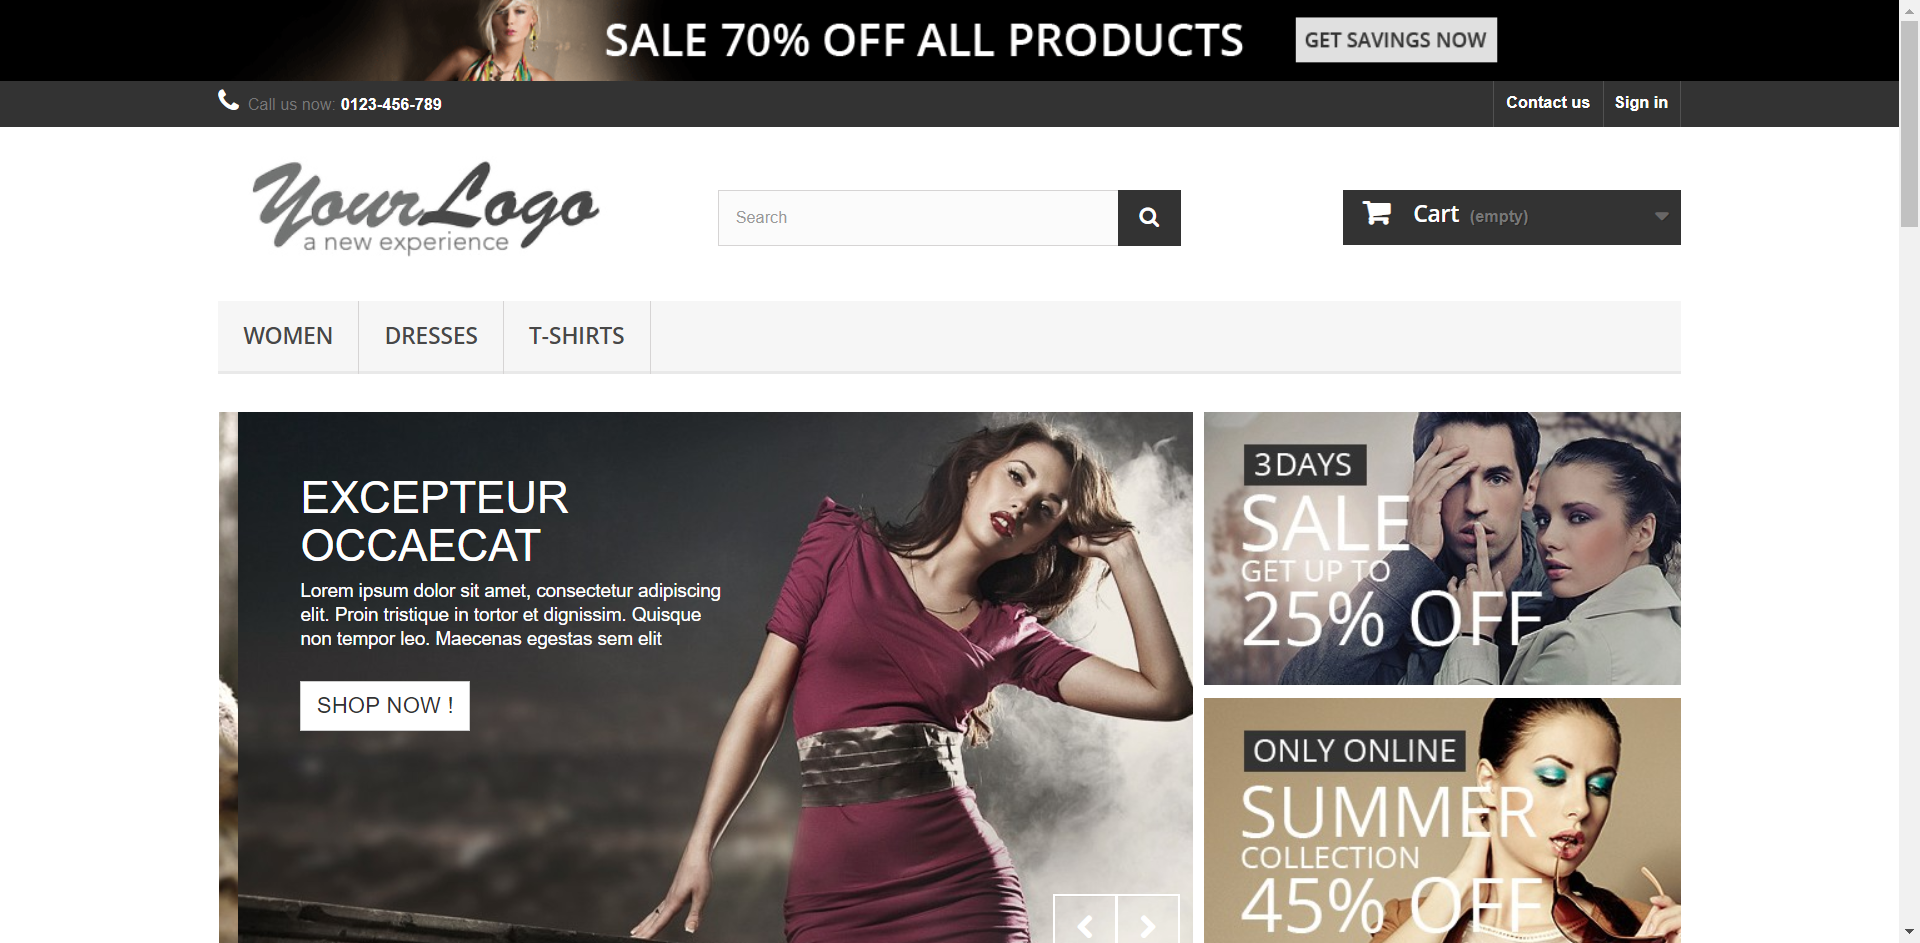 SALE 70% OFF ALL PRODUCTS
GET SAVINGS NOW
Call us now: 0123-456-789
Contact us
Sign in
YourLogo
a new experience
Search
Cart (empty)
WOMEN
DRESSES
T-SHIRTS
EXCEPTEUR
OCCAECAT
Lorem ipsum dolor sit amet, consectetur adipiscing
elit. Proin tristique in tortor et dignissim. Quisque
non tempor leo. Maecenas egestas sem elit
SHOP NOW !
3 DAYS
SALE
GET UP TO
25% OFF
ONLY ONLINE
SUMMER
COLLECTION
45% OFF